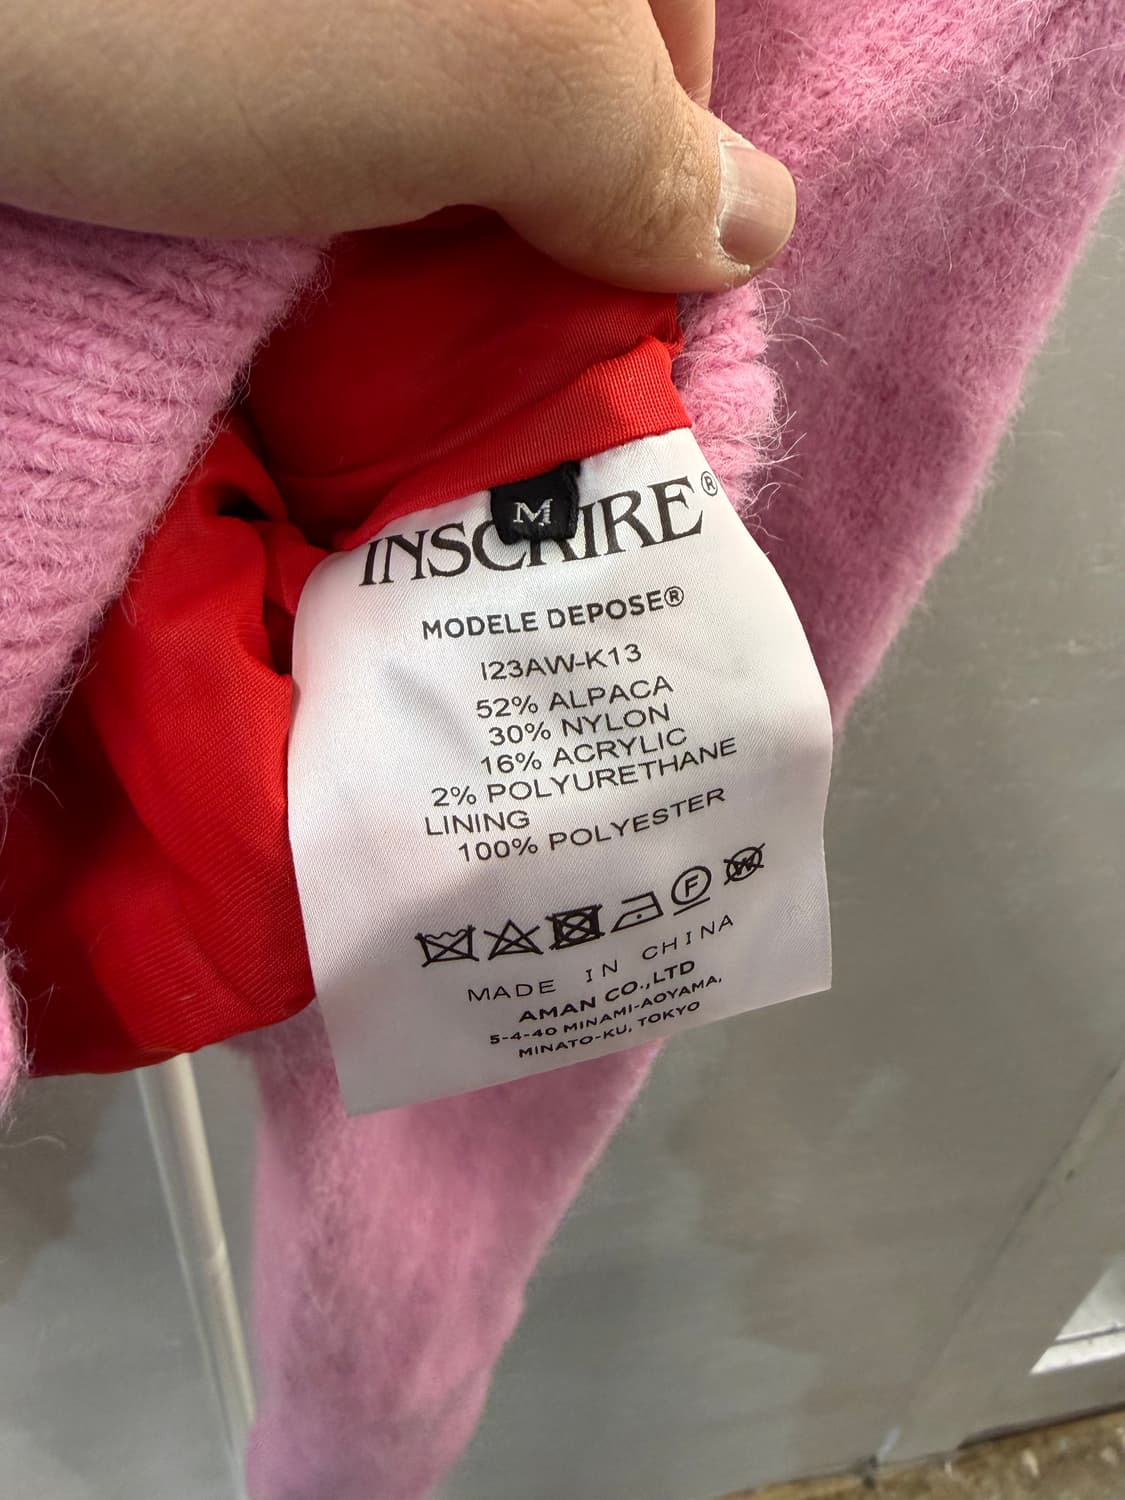 M
INSCRIRE®
MODELE DEPOSE®
I23AW-K13
52% ALPACA
30% NYLON
16% ACRYLIC
2% POLYURETHANE
LINING
100% POLYESTER
F
W
MADE IN CHINA
AMAN CO.,LTD
5-4-40 MINAMI-AOYAMA,
MINATO-KU, TOKYO